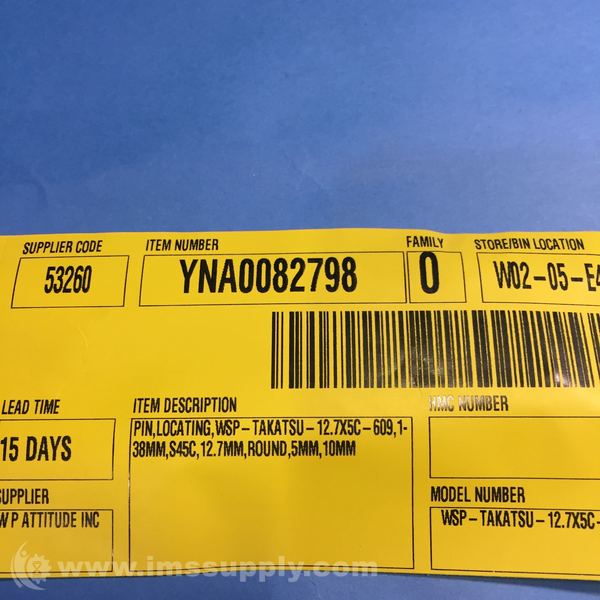 SUPPLIER CODE
ITEM NUMBER
FAMILY
STORE/BIN LOCATION
53260
YNA0082798
0
W02-05-E4
LEAD TIME
15 DAYS
ITEM DESCRIPTION
PIN,LOCATING,WSP-TAKATSU-12.7X5C-609,1-
38MM,S45C,12.7MM,ROUND,5MM,10MM
HMC NUMBER
SUPPLIER
W P ATTITUDE INC
MODEL NUMBER
WSP-TAKATSU-12.7X5C-
www.imssupply.com